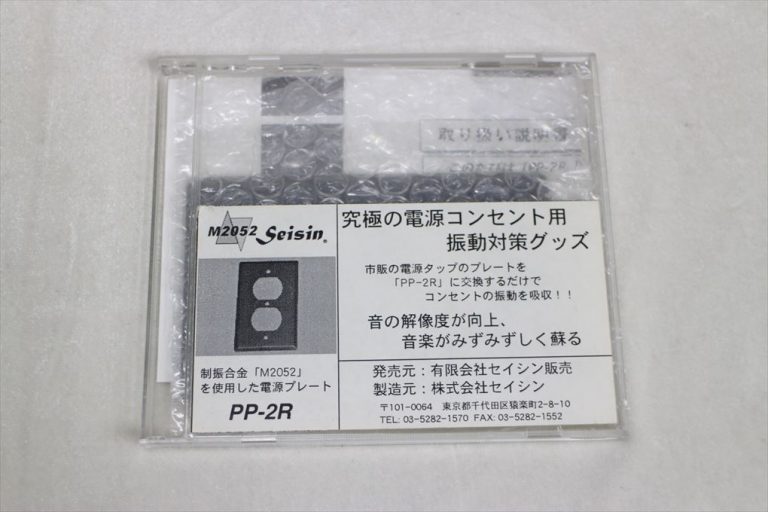 取り扱い説明書
M2052 Seisin®
究極の電源コンセント用
振動対策グッズ
市販の電源タップのプレートを
「PP-2R」に交換するだけで
コンセントの振動を吸収！！
音の解像度が向上、
音楽がみずみずしく蘇る
制振合金「M2052」
を使用した電源プレート
PP-2R
発売元：有限会社セイシン販売
製造元：株式会社セイシン
〒101-0064 東京都千代田区猿楽町2-8-10
TEL: 03-5282-1570 FAX: 03-5282-1552